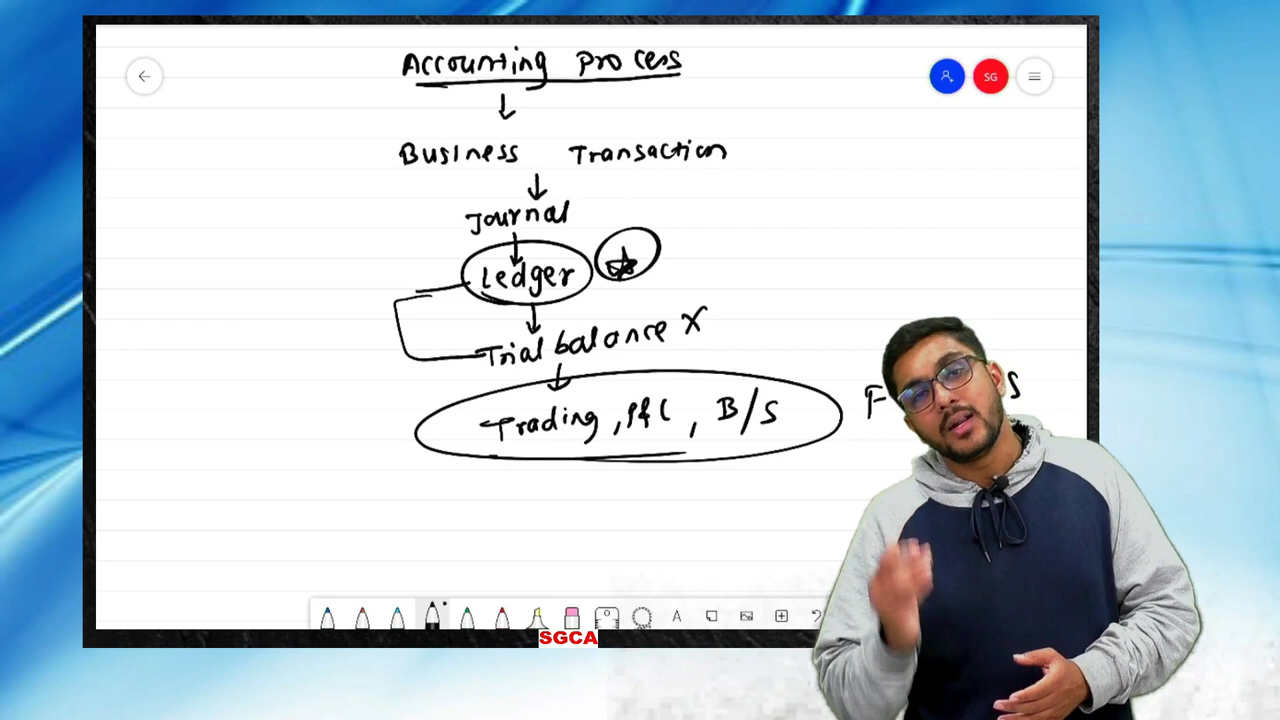 Accounting process
SG
Business Transaction
Journal
Ledger
Trial balance X
Trading, P&L, B/S
F S
A
SGCA